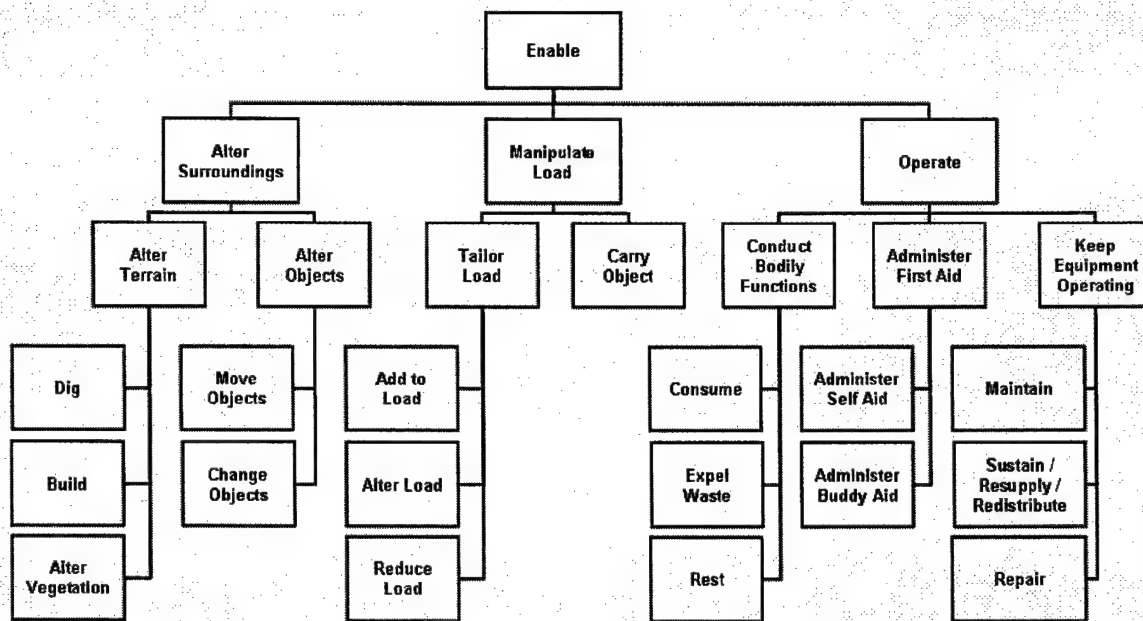 Enable
Alter
Surroundings
Manipulate
Load
Operate
Alter
Terrain
Alter
Objects
Tailor
Load
Carry
Object
Conduct
Bodily
Functions
Administer
First Aid
Keep
Equipment
Operating
Dig
Move
Objects
Add to
Load
Consume
Administer
Self Aid
Maintain
Build
Change
Objects
Alter Load
Expel
Waste
Administer
Buddy Aid
Sustain /
Resupply /
Redistribute
Alter
Vegetation
Reduce
Load
Rest
Repair